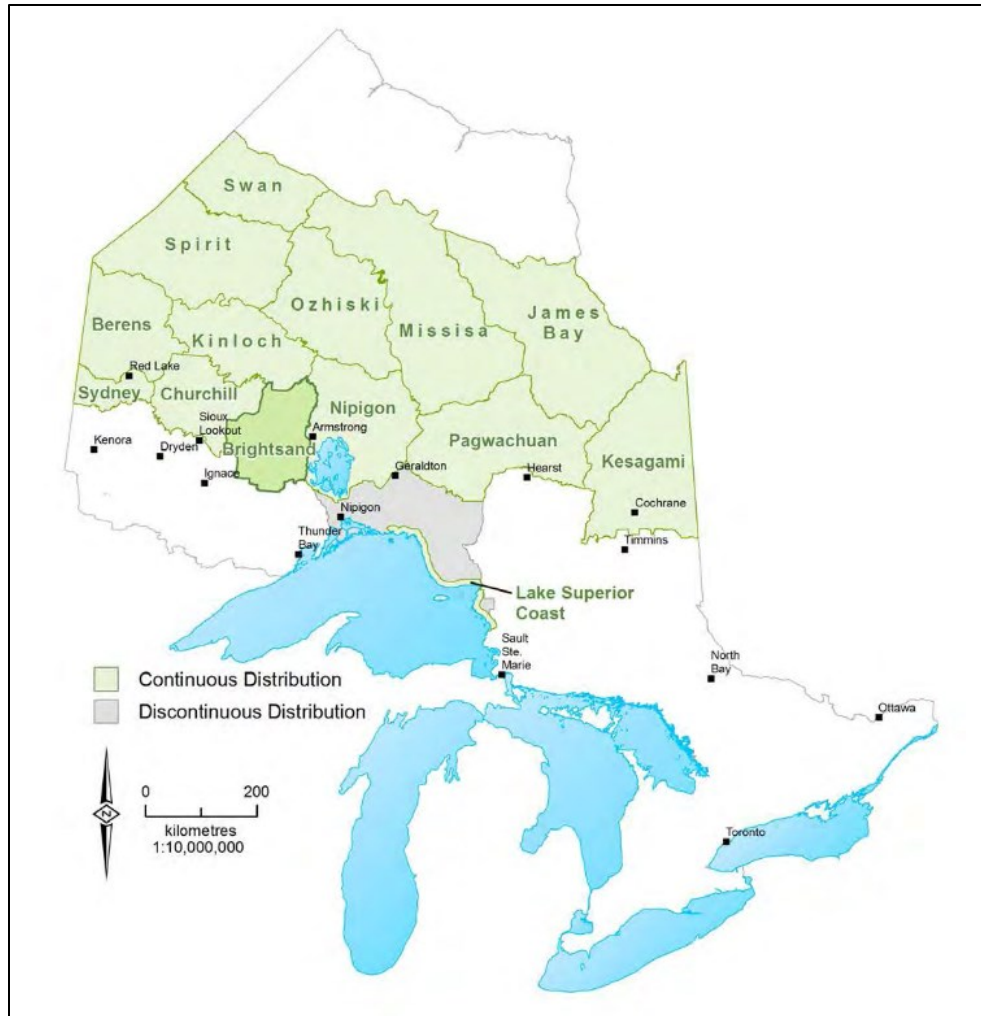 Swan
Spirit
Ozhiski
James
Bay
Missisa
Berens
Kinloch
Red Lake
Sydney
Churchill
Nipigon
Sioux
Lookout
Armstrong
Pagwachuan
Kenora
Dryden
Brightsand
Geraldton
Hearst
Kesagami
Ignace
Cochrane
Nipigon
Thunder
Bay
Timmins
Lake Superior
Coast
Sault
Ste.
Marie
North
Bay
Continuous Distribution
Discontinuous Distribution
Ottawa
N
0 200
kilometres
1:10,000,000
Toronto